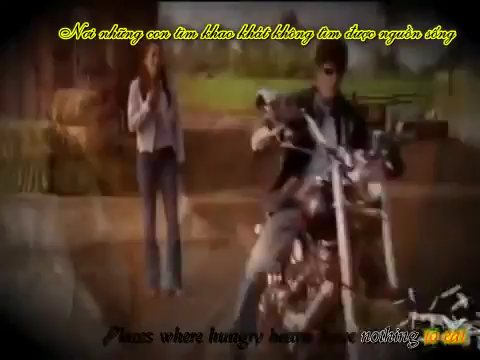 Nơi những con tim khao khát không tìm được nguồn sống
Places where hungry hearts have nothing to eat